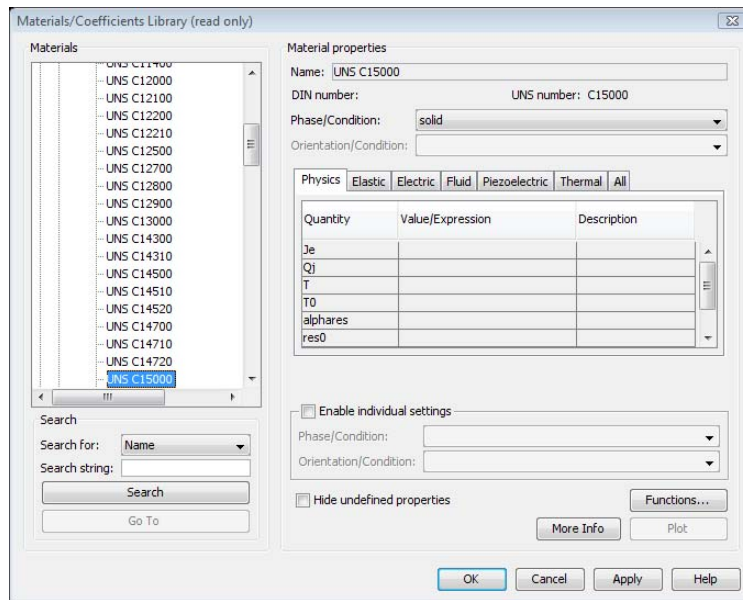 Materials/Coefficients Library (read only)
Materials
UNS C11400
UNS C12000
UNS C12100
UNS C12200
UNS C12210
UNS C12500
UNS C12700
UNS C12800
UNS C12900
UNS C13000
UNS C14300
UNS C14310
UNS C14500
UNS C14510
UNS C14520
UNS C14700
UNS C14710
UNS C14720
UNS C15000
Search
Search for: Name
Search string:
Search
Go To
Material properties
Name: UNS C15000
DIN number: UNS number: C15000
Phase/Condition: solid
Orientation/Condition:
Physics Elastic Electric Fluid Piezoelectric Thermal All
Quantity Value/Expression Description
Je
Qj
T
T0
alphares
res0
Enable individual settings
Phase/Condition:
Orientation/Condition:
Hide undefined properties Functions...
More Info Plot
OK Cancel Apply Help